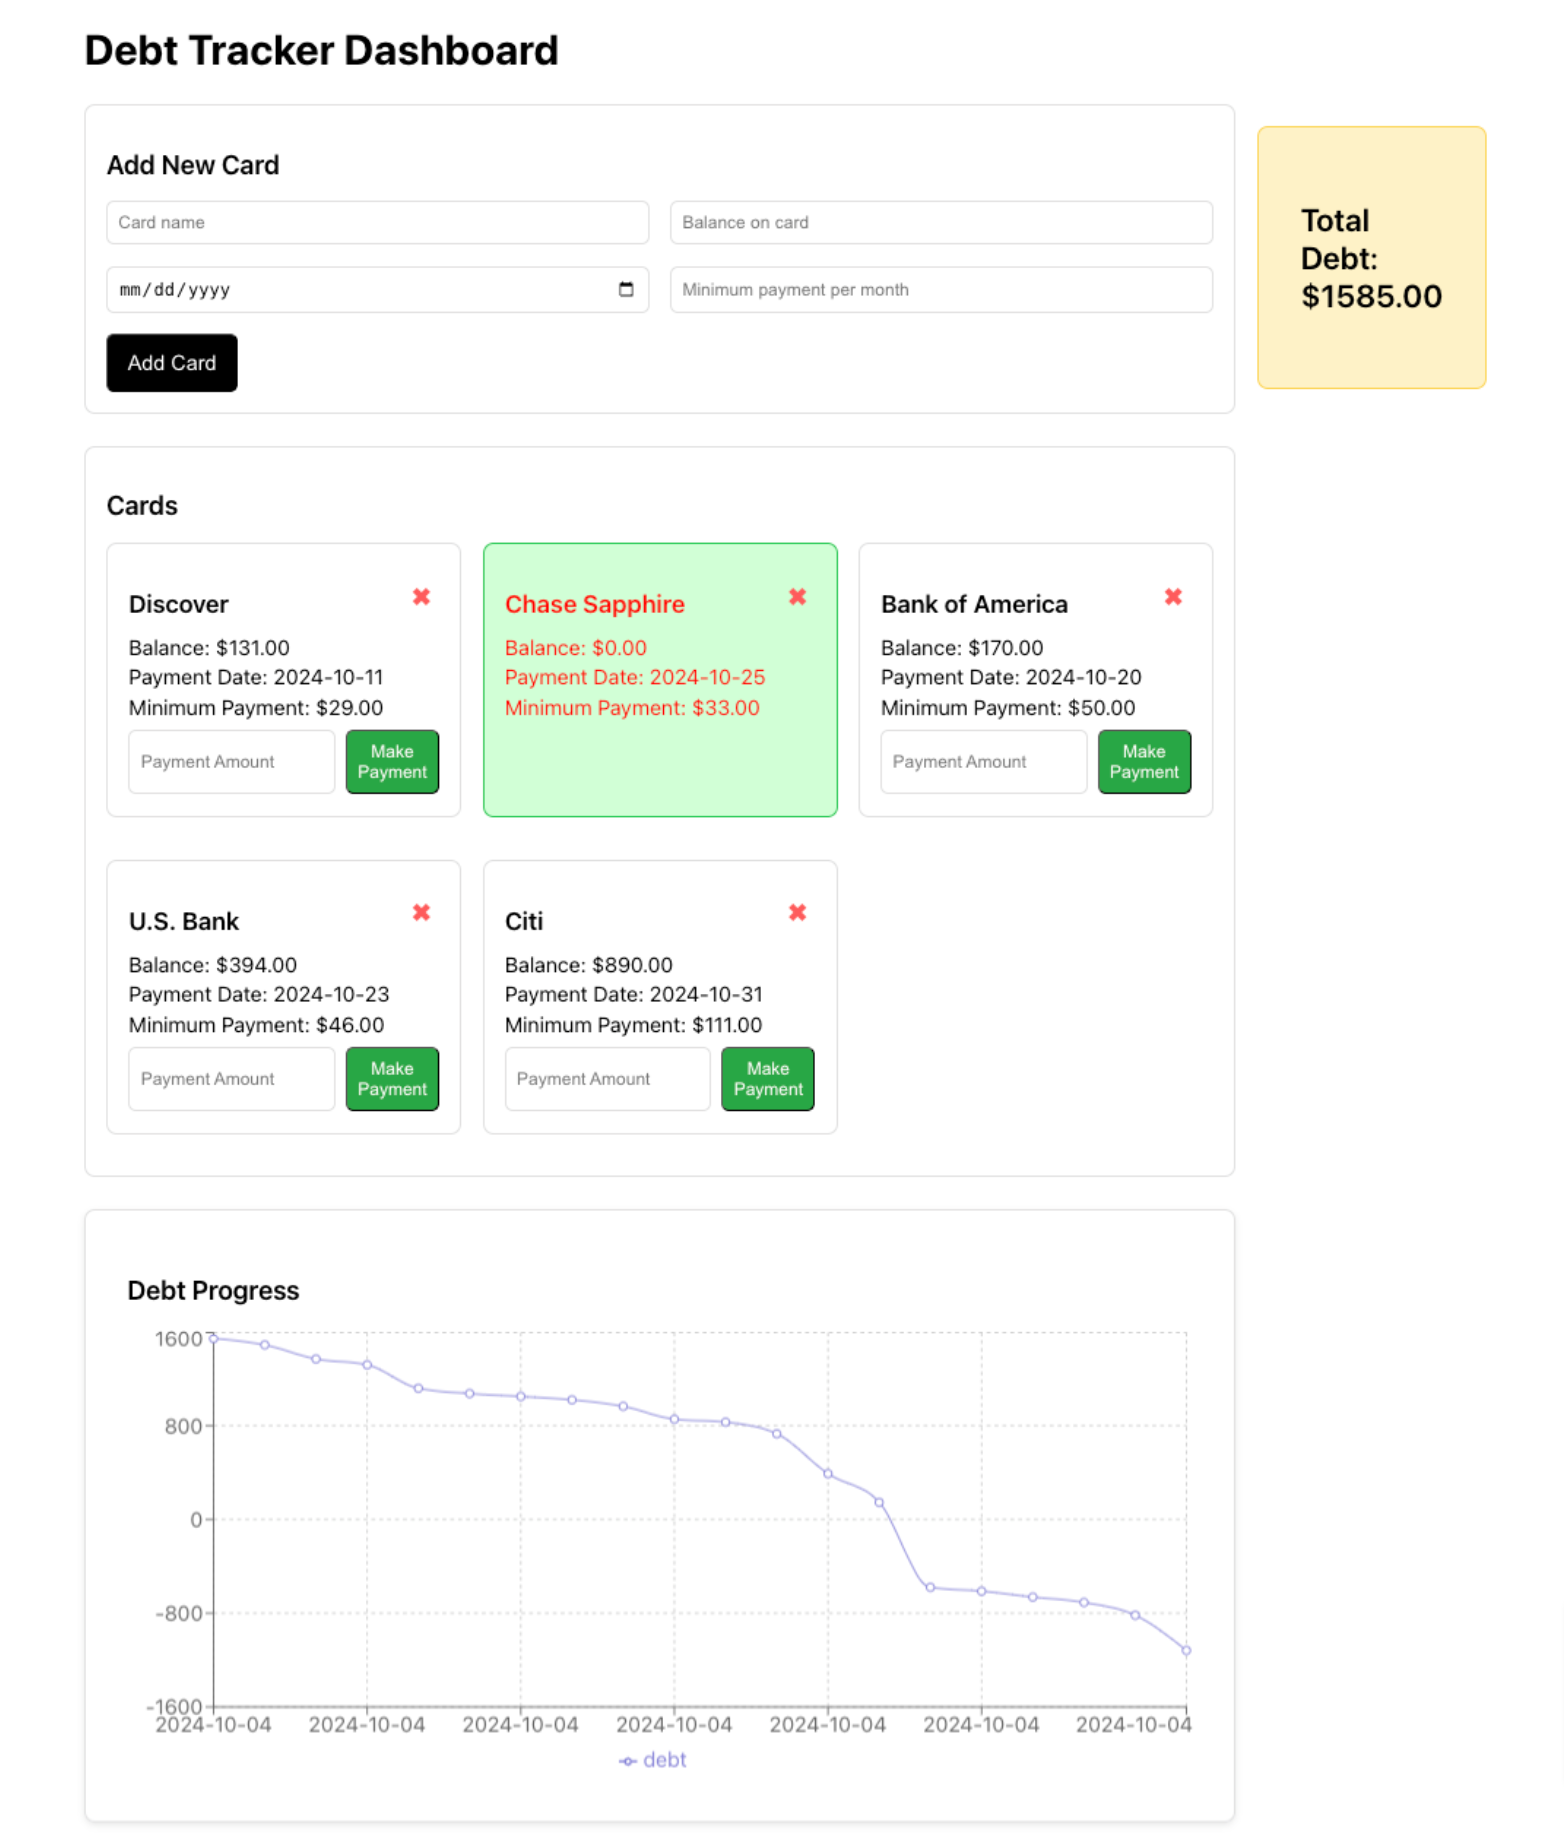 Debt Tracker Dashboard
Add New Card
Card name
Balance on card
mm/dd/yyyy
Minimum payment per month
Add Card
Total
Debt:
$1585.00
Cards
Discover
✖
Balance: $131.00
Payment Date: 2024-10-11
Minimum Payment: $29.00
Payment Amount
Make
Payment
Chase Sapphire
✖
Balance: $0.00
Payment Date: 2024-10-25
Minimum Payment: $33.00
Bank of America
✖
Balance: $170.00
Payment Date: 2024-10-20
Minimum Payment: $50.00
Payment Amount
Make
Payment
U.S. Bank
✖
Balance: $394.00
Payment Date: 2024-10-23
Minimum Payment: $46.00
Payment Amount
Make
Payment
Citi
✖
Balance: $890.00
Payment Date: 2024-10-31
Minimum Payment: $111.00
Payment Amount
Make
Payment
Debt Progress
1600
800
0
-800
-1600
2024-10-04 2024-10-04 2024-10-04 2024-10-04 2024-10-04 2024-10-04 2024-10-04
debt